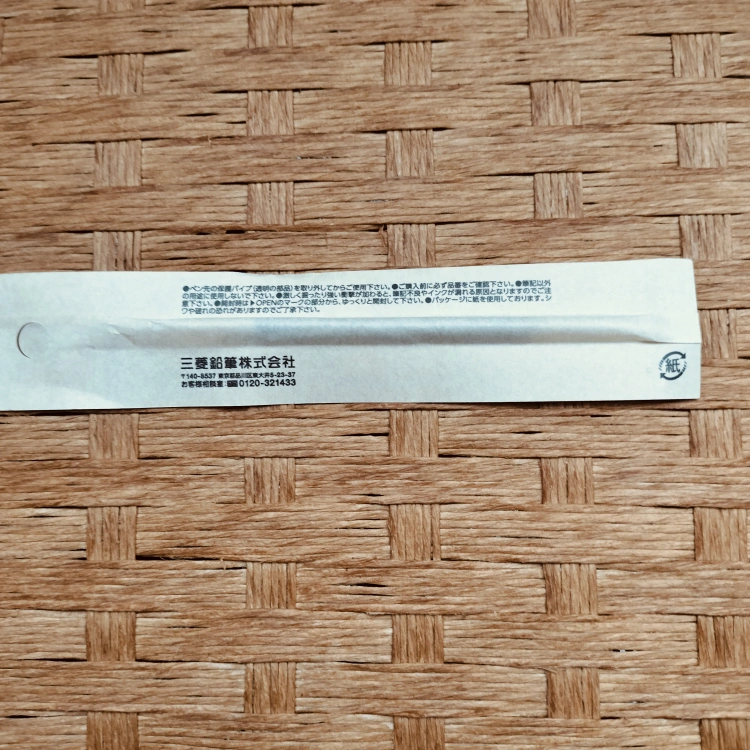 ●ペン先の保護パイプ(透明の部品)を取り外してからご使用下さい。●ご購入前に必ず品番をご確認下さい。●筆記以外
の用途に使用しないで下さい。●激しく振ったり強い衝撃が加わると、筆記不良やインクが漏れる原因となりますのでご注
意下さい。●開封時は▶OPENのマークの部分から、ゆっくりと開封して下さい。●パッケージに紙を使用しております。シ
ワや破れの恐れがありますのでご了承下さい。
三菱鉛筆株式会社
〒140-8537 東京都品川区東大井5-23-37
お客様相談室 0120-321433
紙